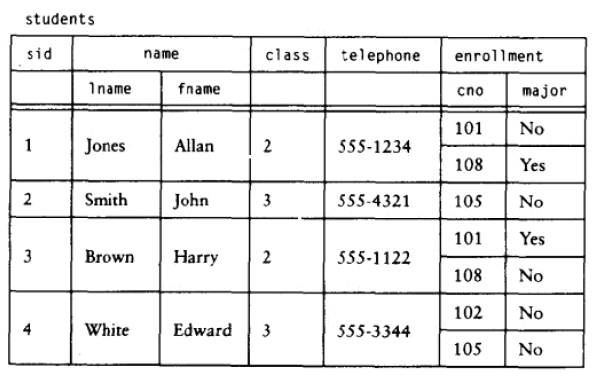 students
sid name class telephone enrollment
lname fname cno major
1 Jones Allan 2 555-1234 101 No
108 Yes
2 Smith John 3 555-4321 105 No
3 Brown Harry 2 555-1122 101 Yes
108 No
4 White Edward 3 555-3344 102 No
105 No